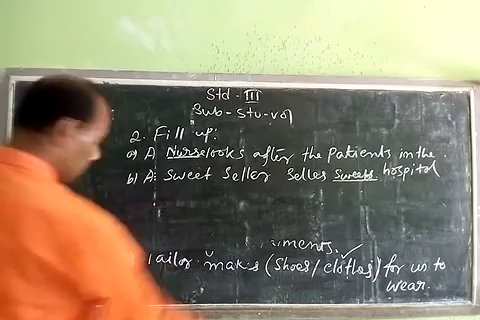 Std - III
Sub - Stu - vol
2. Fill up:
a) A Nurse looks after the patients in the
hospital
b) A sweet seller selles sweets
uments. ✓
Tailor makes (shoes/clothes) for us to
wear.